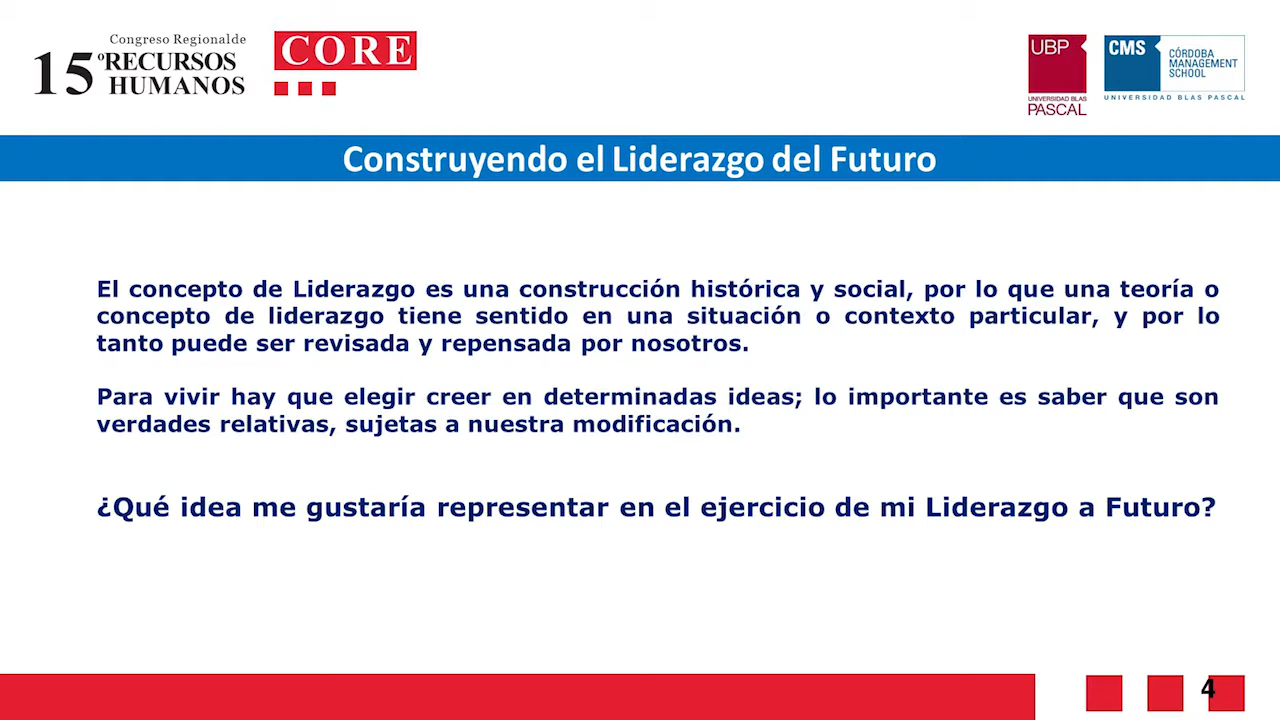 Congreso Regionalde
15º RECURSOS
HUMANOS
CORE
UBP
UNIVERSIDAD BLAS
PASCAL
CMS
CÓRDOBA
MANAGEMENT
SCHOOL
UNIVERSIDAD BLAS PASCAL
Construyendo el Liderazgo del Futuro
El concepto de Liderazgo es una construcción histórica y social, por lo que una teoría o
concepto de liderazgo tiene sentido en una situación o contexto particular, y por lo
tanto puede ser revisada y repensada por nosotros.
Para vivir hay que elegir creer en determinadas ideas; lo importante es saber que son
verdades relativas, sujetas a nuestra modificación.
¿Qué idea me gustaría representar en el ejercicio de mi Liderazgo a Futuro?
4